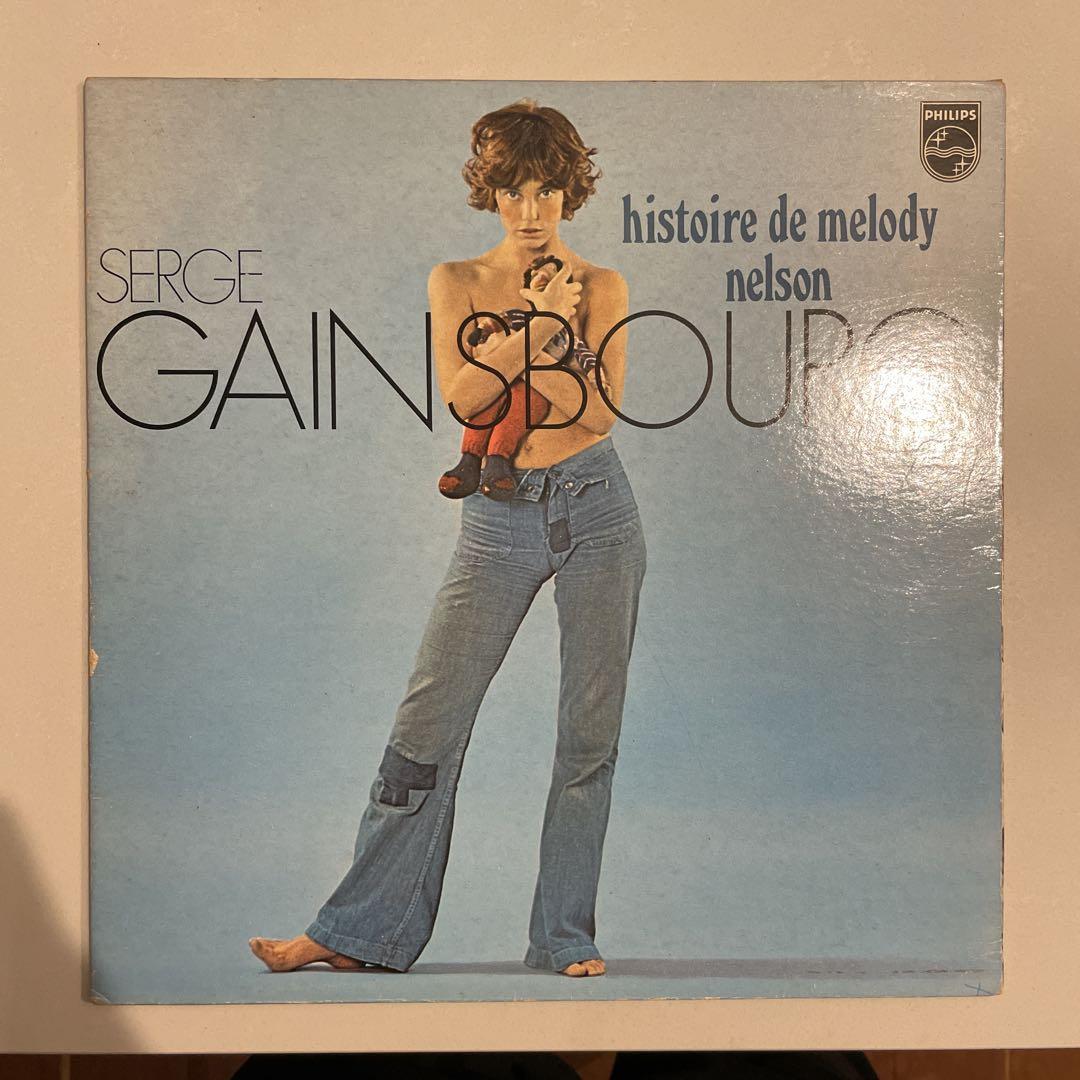 PHILIPS
histoire de melody
nelson
SERGE
GAINSBOURG